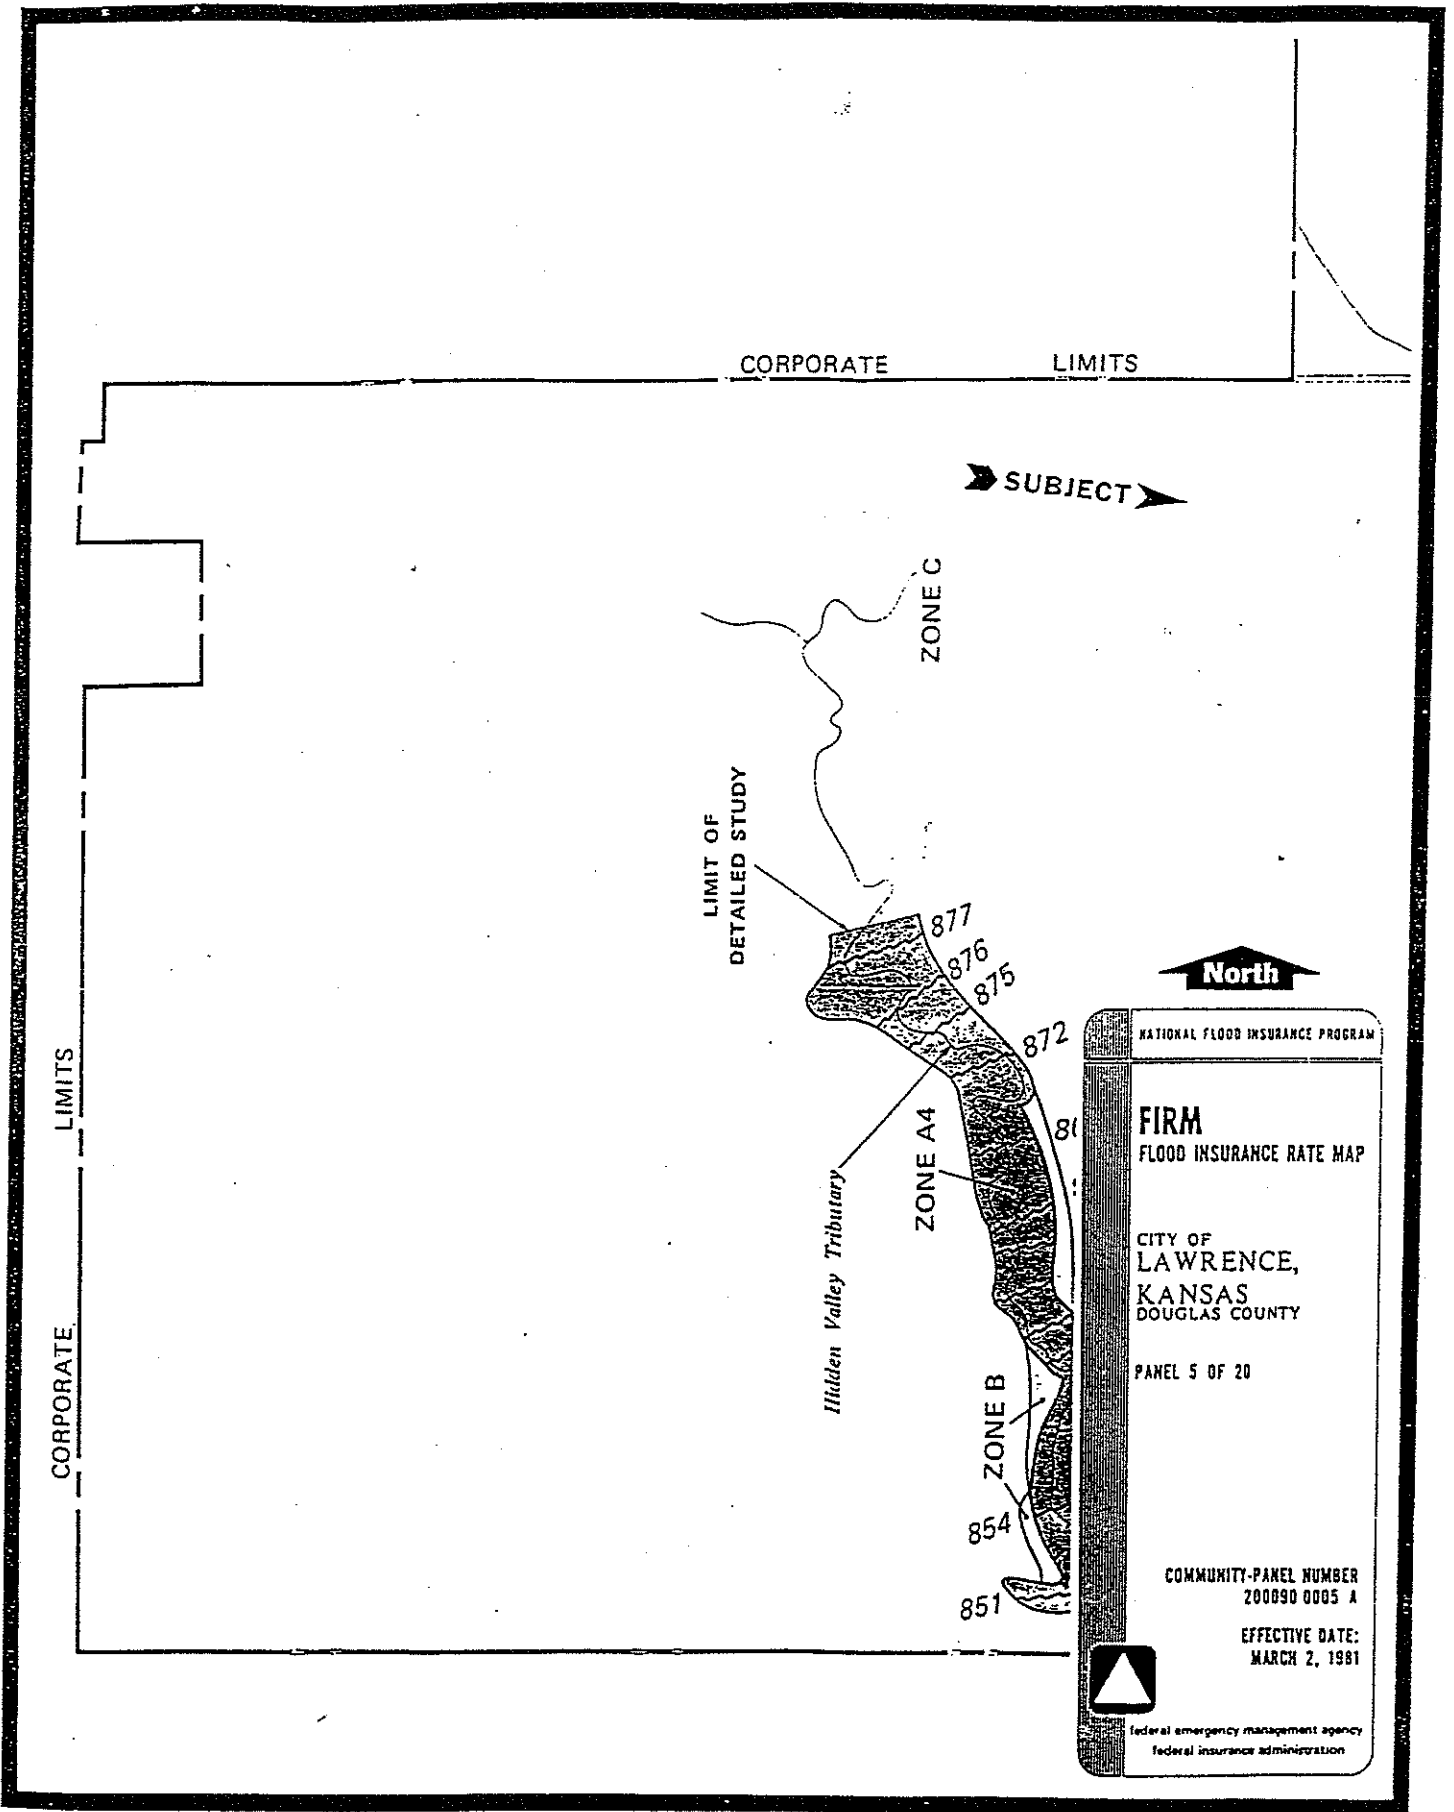 CORPORATE LIMITS
SUBJECT
ZONE C
LIMIT OF
DETAILED STUDY
877
876
875
872
North
ZONE A4
Hidden Valley Tributary
CORPORATE LIMITS
ZONE B
854
851
NATIONAL FLOOD INSURANCE PROGRAM
FIRM
FLOOD INSURANCE RATE MAP
CITY OF
LAWRENCE,
KANSAS
DOUGLAS COUNTY
PANEL 5 OF 20
COMMUNITY-PANEL NUMBER
200090 0005 A
EFFECTIVE DATE:
MARCH 2, 1981
federal emergency management agency
federal insurance administration